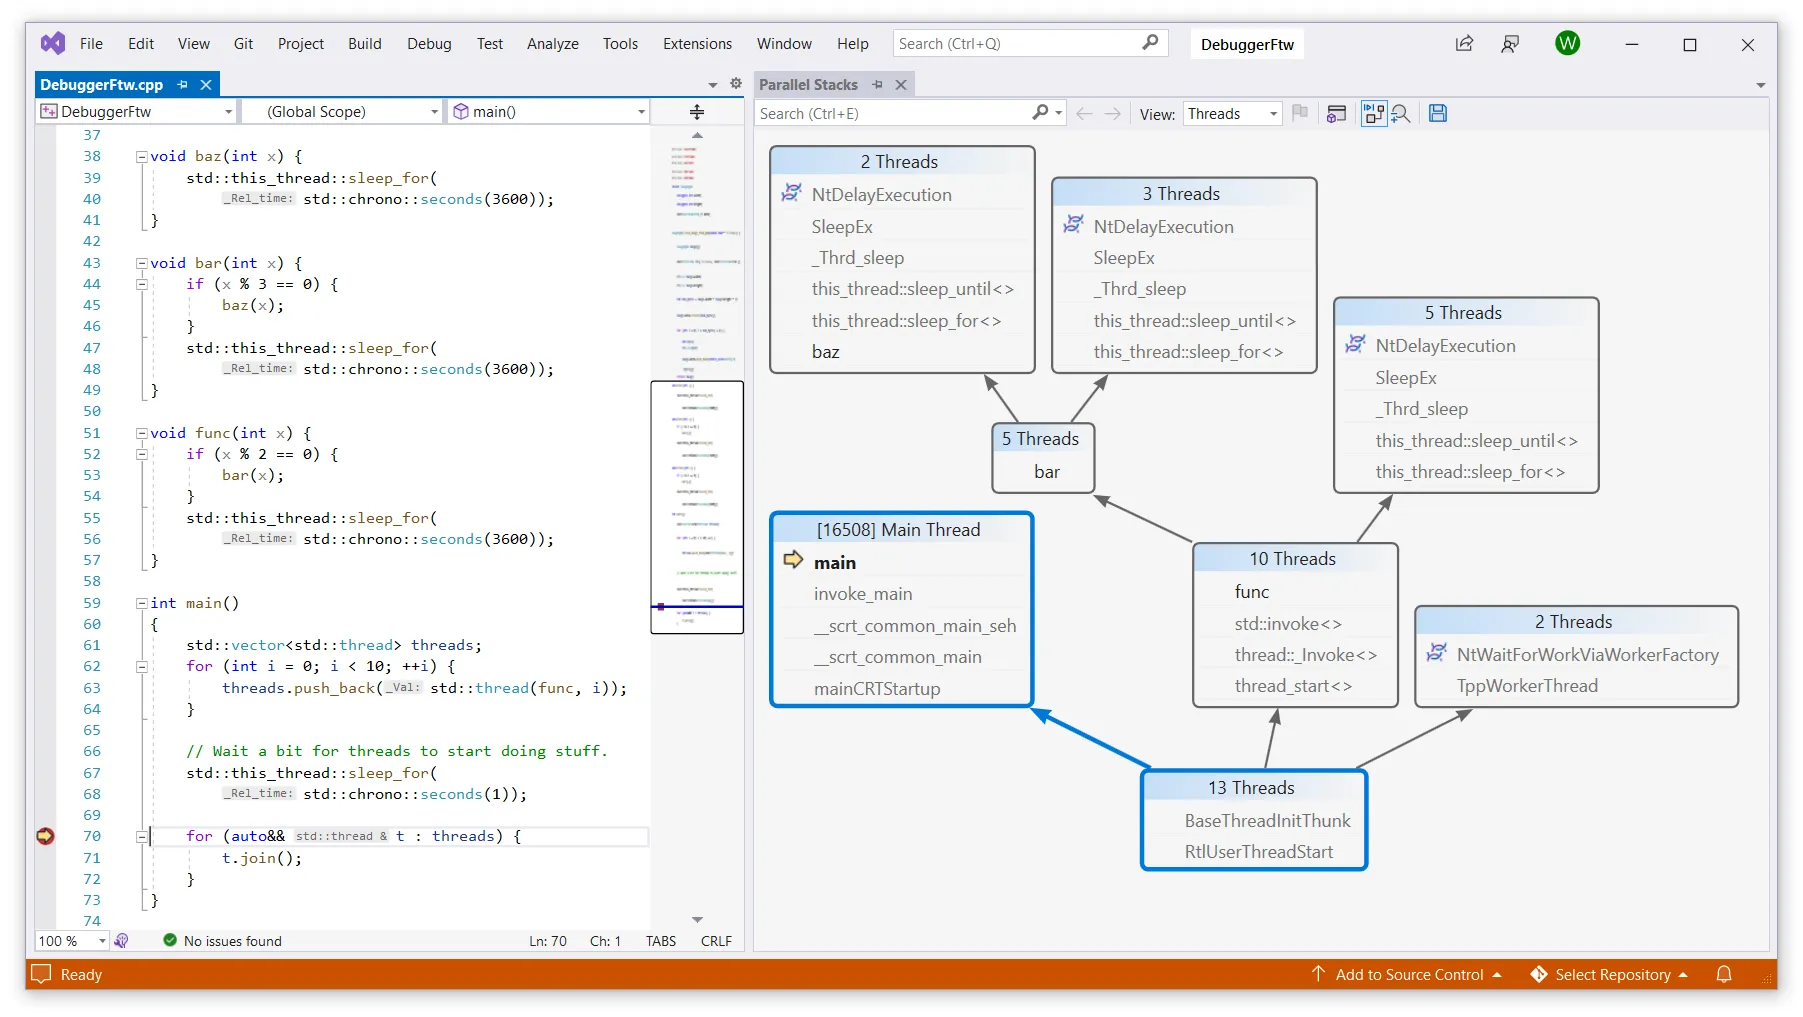 File Edit View Git Project Build Debug Test Analyze Tools Extensions Window Help Search (Ctrl+Q) DebuggerFtw W
DebuggerFtw.cpp
DebuggerFtw (Global Scope) main()
37
38 void baz(int x) {
39 std::this_thread::sleep_for(
40 _Rel_time: std::chrono::seconds(3600));
41 }
42
43 void bar(int x) {
44 if (x % 3 == 0) {
45 baz(x);
46 }
47 std::this_thread::sleep_for(
48 _Rel_time: std::chrono::seconds(3600));
49 }
50
51 void func(int x) {
52 if (x % 2 == 0) {
53 bar(x);
54 }
55 std::this_thread::sleep_for(
56 _Rel_time: std::chrono::seconds(3600));
57 }
58
59 int main()
60 {
61 std::vector<std::thread> threads;
62 for (int i = 0; i < 10; ++i) {
63 threads.push_back(_Val: std::thread(func, i));
64 }
65
66 // Wait a bit for threads to start doing stuff.
67 std::this_thread::sleep_for(
68 _Rel_time: std::chrono::seconds(1));
69
70 for (auto&& std::thread & t : threads) {
71 t.join();
72 }
73 }
74
100 % No issues found Ln: 70 Ch: 1 TABS CRLF
Parallel Stacks
Search (Ctrl+E) View: Threads
2 Threads
NtDelayExecution
SleepEx
_Thrd_sleep
this_thread::sleep_until<>
this_thread::sleep_for<>
baz
3 Threads
NtDelayExecution
SleepEx
_Thrd_sleep
this_thread::sleep_until<>
this_thread::sleep_for<>
5 Threads
NtDelayExecution
SleepEx
_Thrd_sleep
this_thread::sleep_until<>
this_thread::sleep_for<>
5 Threads
bar
[16508] Main Thread
main
invoke_main
__scrt_common_main_seh
__scrt_common_main
mainCRTStartup
10 Threads
func
std::invoke<>
thread::_Invoke<>
thread_start<>
2 Threads
NtWaitForWorkViaWorkerFactory
TppWorkerThread
13 Threads
BaseThreadInitThunk
RtlUserThreadStart
Ready Add to Source Control Select Repository